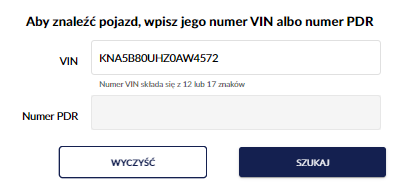 Aby znaleźć pojazd, wpisz jego numer VIN albo numer PDR
VIN
KNA5B80UHZ0AW4572
Numer VIN składa się z 12 lub 17 znaków
Numer PDR
WYCZYŚĆ
SZUKAJ